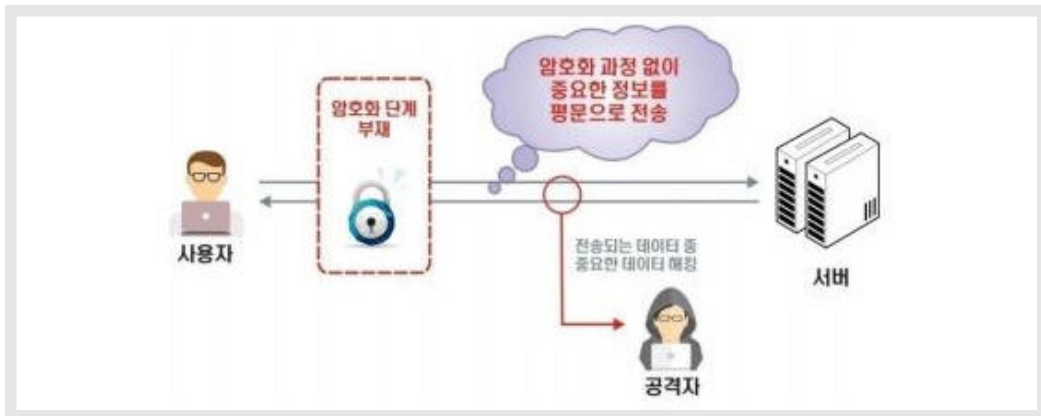 암호화 과정 없이
중요한 정보를
평문으로 전송
암호화 단계
부재
사용자
전송되는 데이터 중
중요한 데이터 해킹
서버
공격자